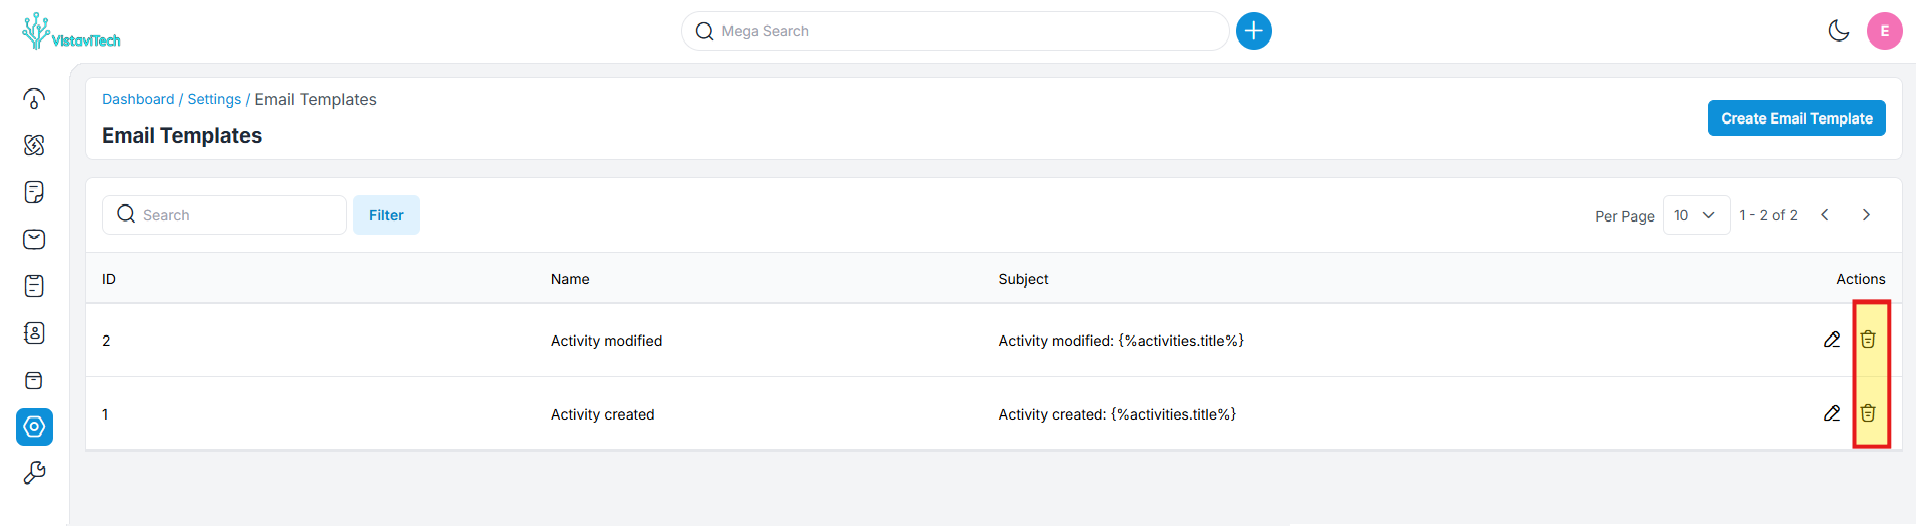 VistaviTech
Mega Search
E
Dashboard / Settings / Email Templates
Email Templates
Create Email Template
Search
Filter
Per Page 10 1 - 2 of 2
ID Name Subject Actions
2 Activity modified Activity modified: {%activities.title%}
1 Activity created Activity created: {%activities.title%}